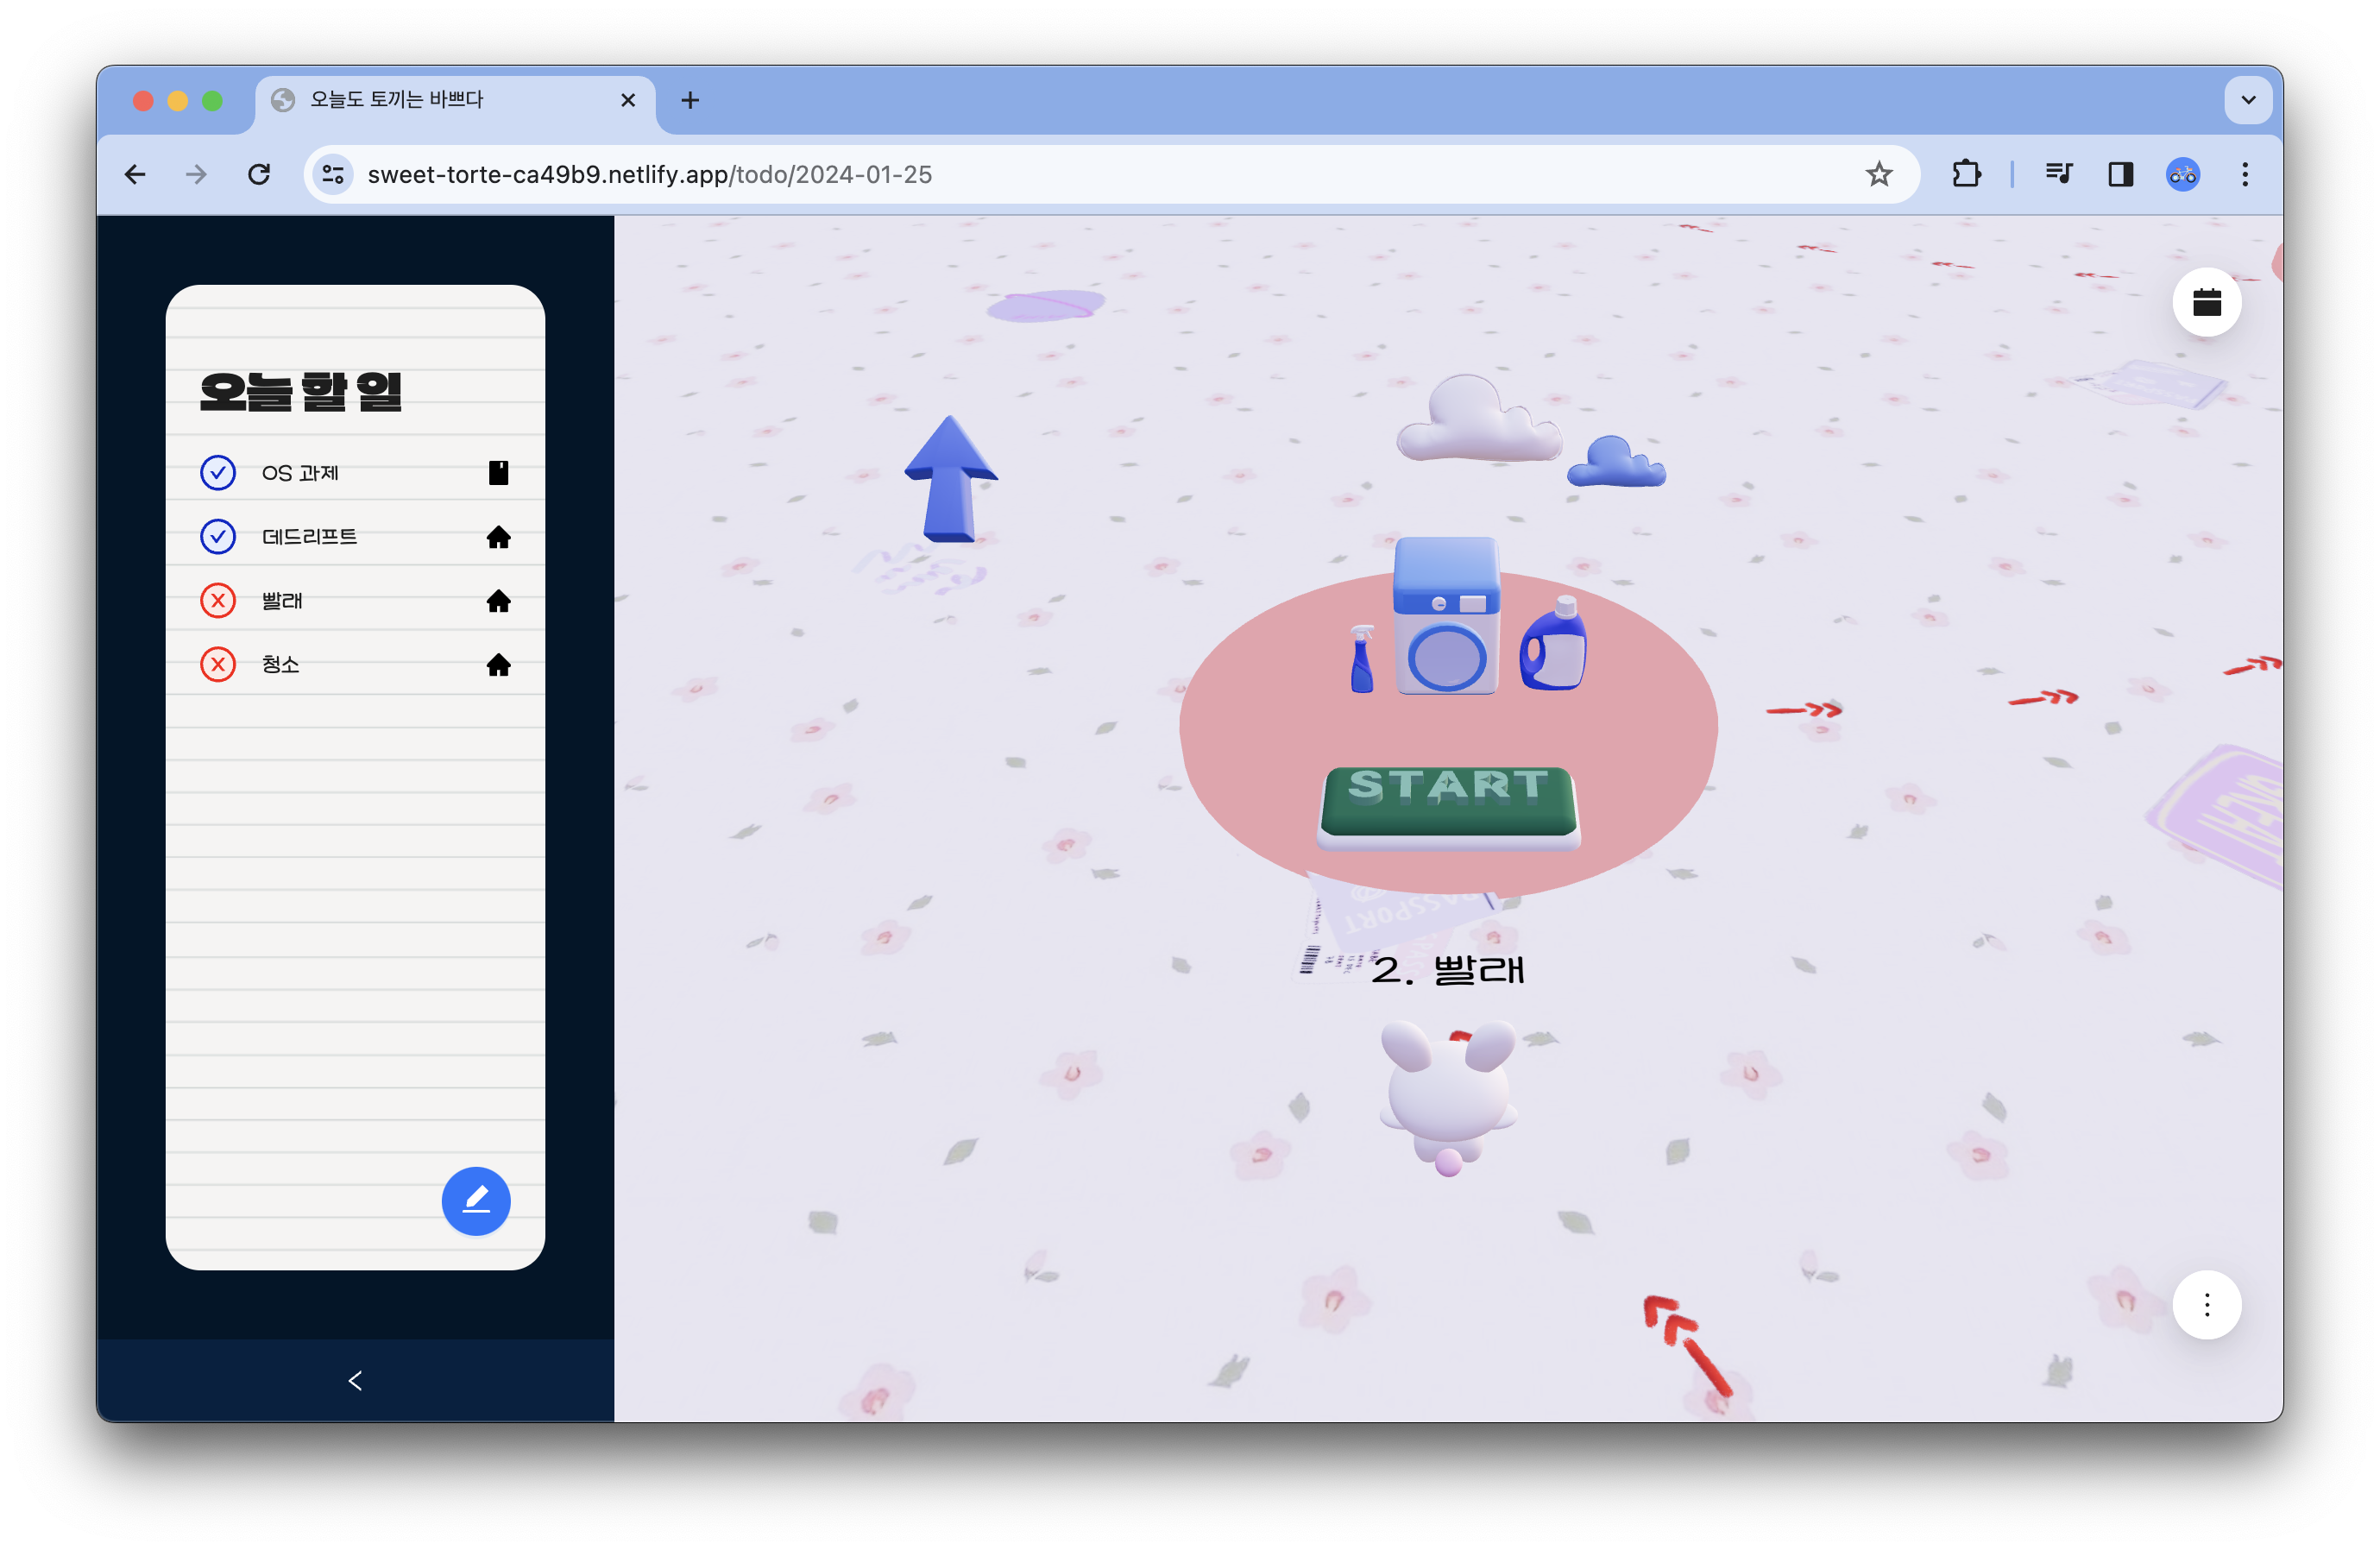 오늘도 토끼는 바쁘다
sweet-torte-ca49b9.netlify.app/todo/2024-01-25
오늘 할 일
OS 과제
데드리프트
빨래
청소
START
PASSPORT
2. 빨래